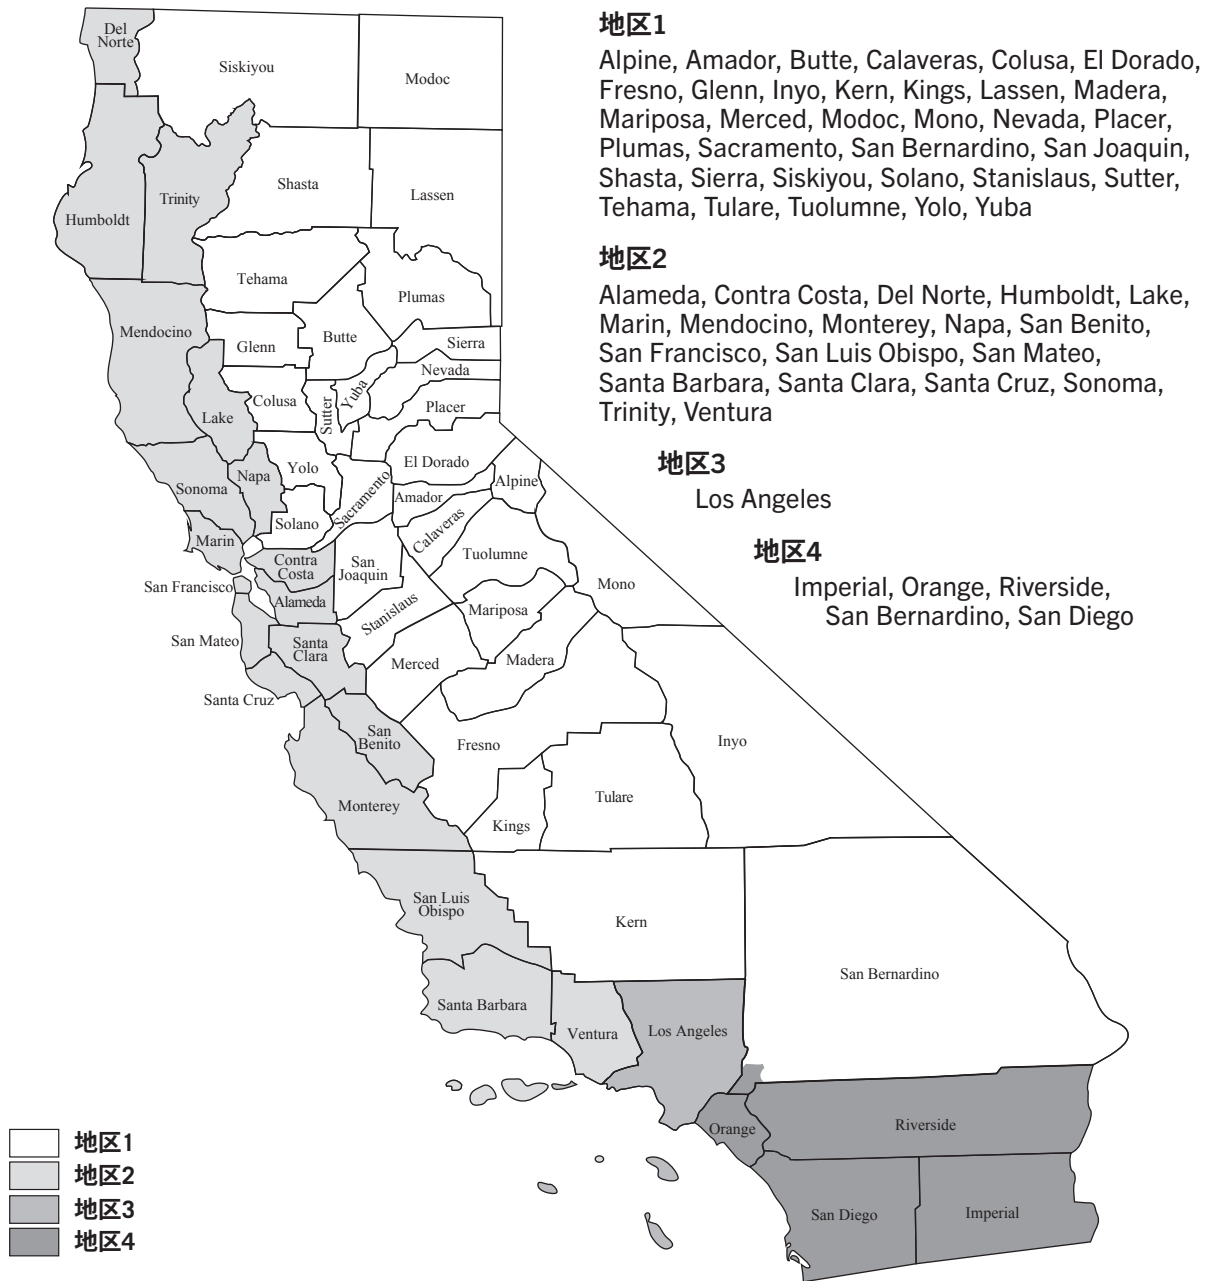 地区1
Alpine, Amador, Butte, Calaveras, Colusa, El Dorado,
Fresno, Glenn, Inyo, Kern, Kings, Lassen, Madera,
Mariposa, Merced, Modoc, Mono, Nevada, Placer,
Plumas, Sacramento, San Bernardino, San Joaquin,
Shasta, Sierra, Siskiyou, Solano, Stanislaus, Sutter,
Tehama, Tulare, Tuolumne, Yolo, Yuba
地区2
Alameda, Contra Costa, Del Norte, Humboldt, Lake,
Marin, Mendocino, Monterey, Napa, San Benito,
San Francisco, San Luis Obispo, San Mateo,
Santa Barbara, Santa Clara, Santa Cruz, Sonoma,
Trinity, Ventura
地区3
Los Angeles
地区4
Imperial, Orange, Riverside,
San Bernardino, San Diego
Del
Norte
Siskiyou
Modoc
Humboldt
Trinity
Shasta
Lassen
Tehama
Plumas
Mendocino
Glenn
Butte
Sierra
Nevada
Lake
Colusa
Sutter
Yuba
Placer
Sonoma
Napa
Yolo
Sacramento
El Dorado
Alpine
Amador
Solano
Calaveras
Marin
Contra
Costa
San
Joaquin
Tuolumne
Mono
San Francisco
Alameda
Stanislaus
Mariposa
San Mateo
Santa
Clara
Merced
Madera
Santa Cruz
San
Benito
Fresno
Inyo
Monterey
Kings
Tulare
San Luis
Obispo
Kern
San Bernardino
Santa Barbara
Ventura
Los Angeles
Orange
Riverside
San Diego
Imperial
地区1
地区2
地区3
地区4